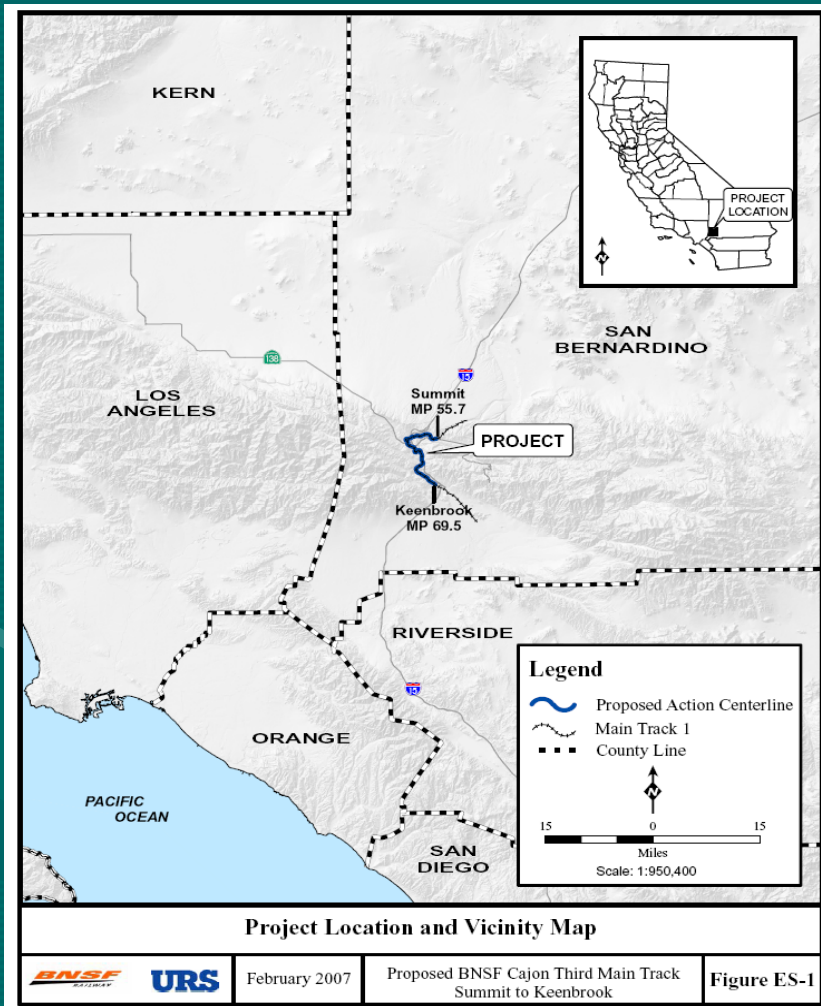 KERN
PROJECT
LOCATION
N
SAN
BERNARDINO
138
LOS
ANGELES
15
Summit
MP 55.7
PROJECT
Keenbrook
MP 69.5
RIVERSIDE
15
ORANGE
PACIFIC
OCEAN
SAN
DIEGO
Legend
Proposed Action Centerline
Main Track 1
County Line
N
15 0 15
Miles
Scale: 1:950,400
Project Location and Vicinity Map
BNSF
RAILWAY
URS
February 2007
Proposed BNSF Cajon Third Main Track
Summit to Keenbrook
Figure ES-1